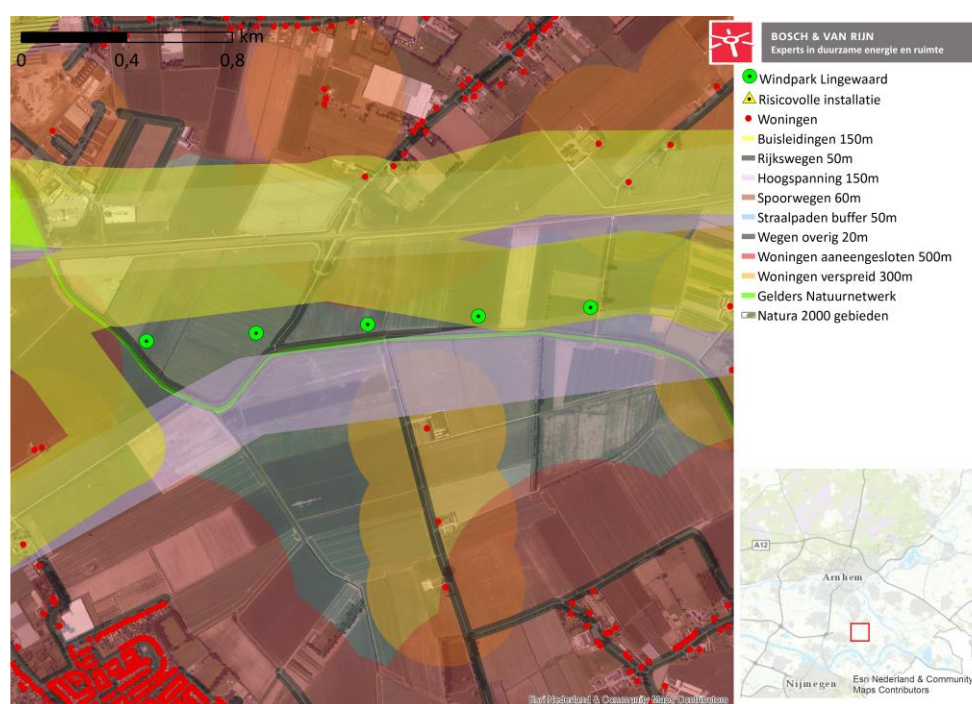 km
0
0,4
0,8
BOSCH & VAN RIJN
Experts in duurzame energie en ruimte
Windpark Lingewaard
Risicovolle installatie
Woningen
Buisleidingen 150m
Rijkswegen 50m
Hoogspanning 150m
Spoorwegen 60m
Straalpaden buffer 50m
Wegen overig 20m
Woningen aaneengesloten 500m
Woningen verspreid 300m
Gelders Natuurnetwerk
Natura 2000 gebieden
A12
Arnhem
Nijmegen
Esri Nederland & Community
Maps Contributors
Esri Nederland & Community Maps Contributors